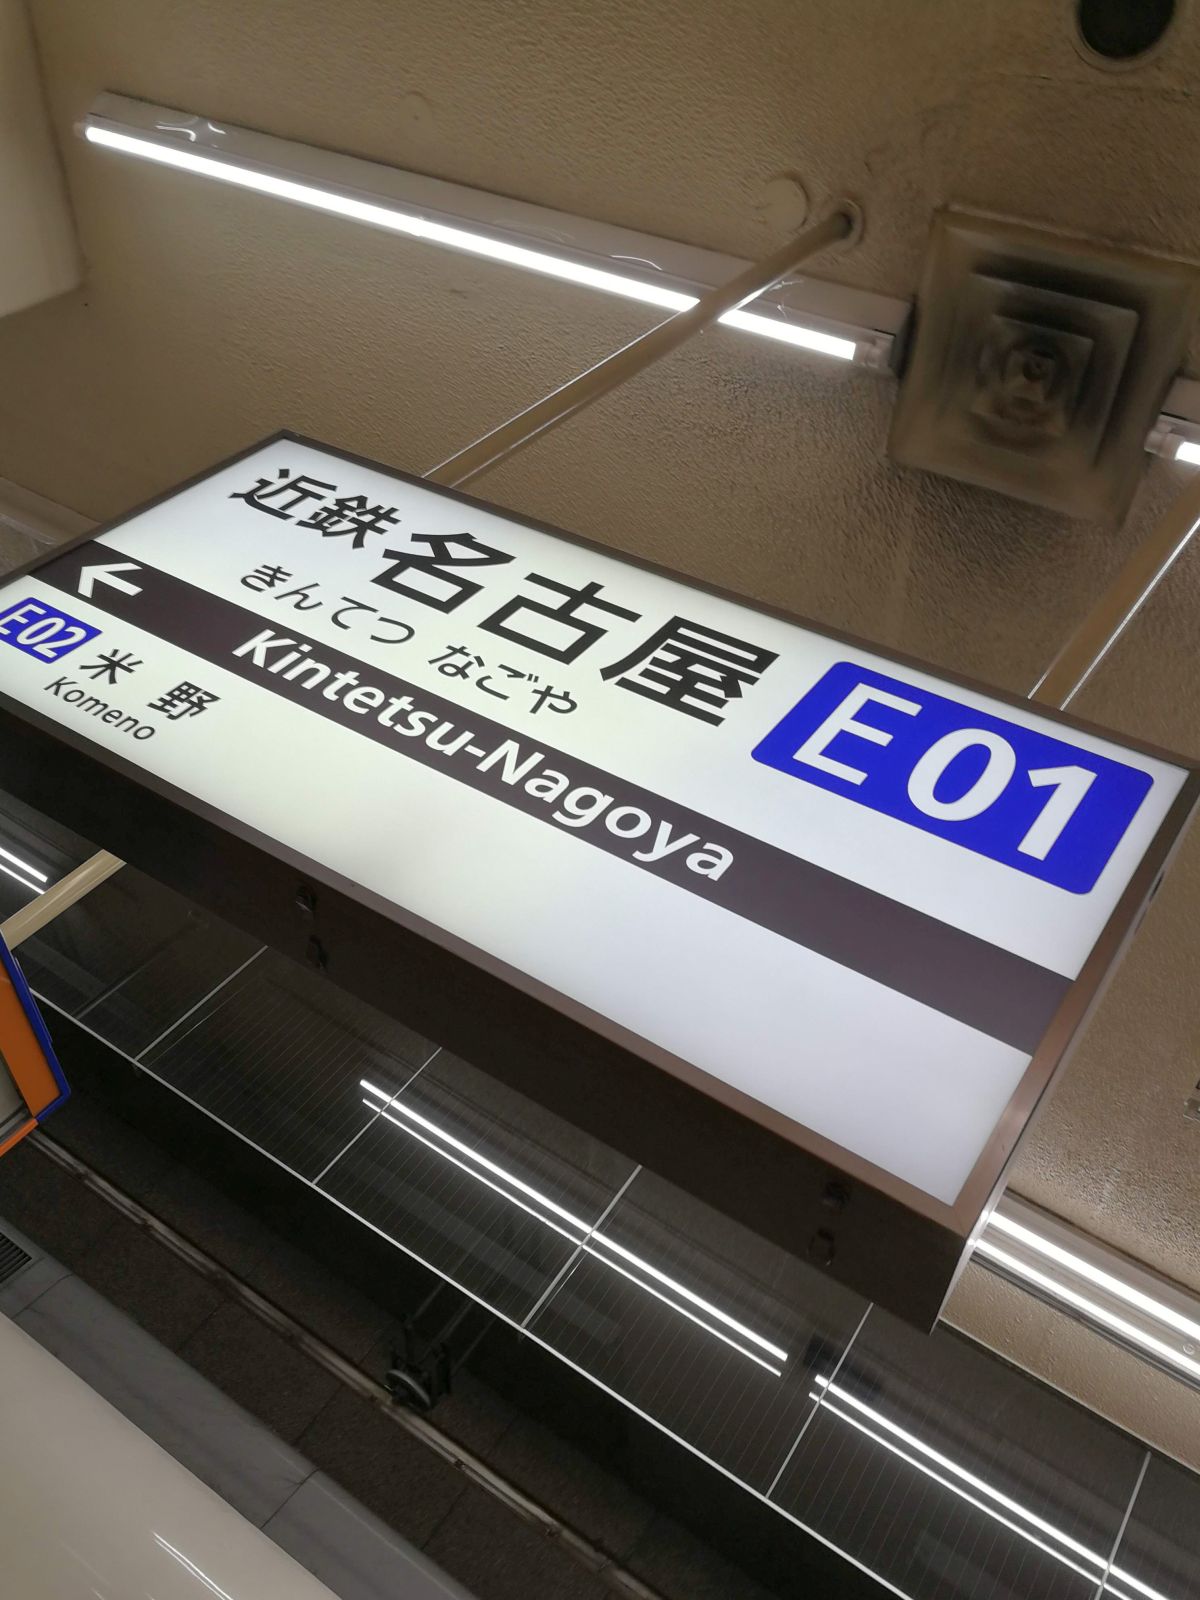 近鉄名古屋
きんてつ なごや
E01
← Kintetsu-Nagoya
E02 米野
Komeno